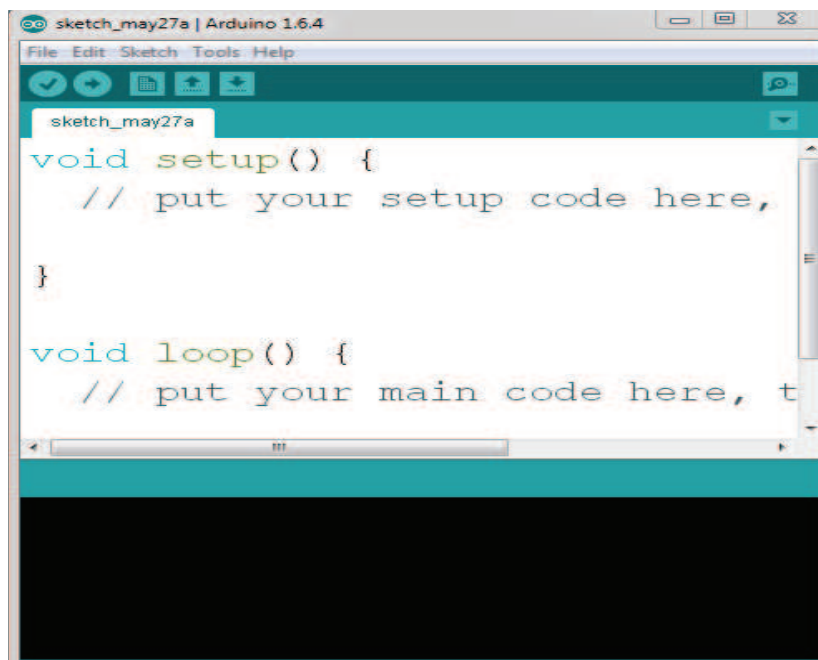 sketch_may27a | Arduino 1.6.4
File Edit Sketch Tools Help
sketch_may27a
void setup() {
  // put your setup code here,

}

void loop() {
  // put your main code here, t